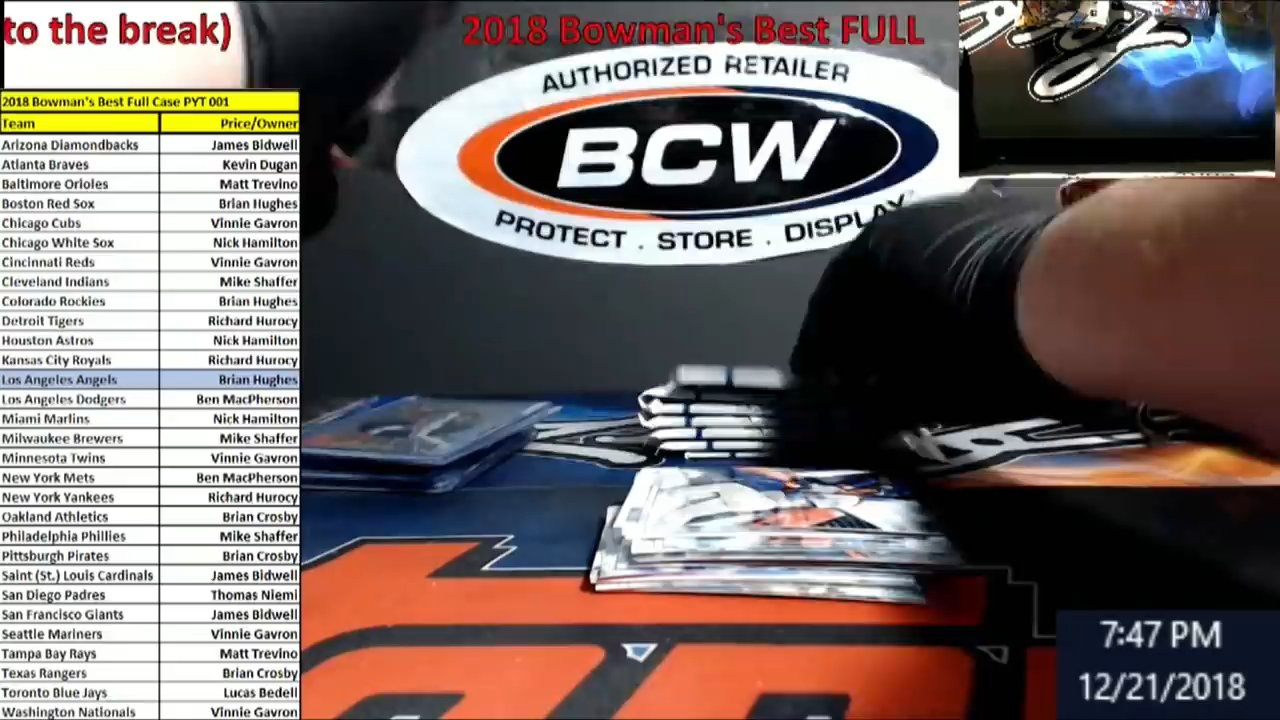 to the break)
2018 Bowman's Best FULL
2018 Bowman's Best Full Case PYT 001
Team Price/Owner
Arizona Diamondbacks James Bidwell
Atlanta Braves Kevin Dugan
Baltimore Orioles Matt Trevino
Boston Red Sox Brian Hughes
Chicago Cubs Vinnie Gavron
Chicago White Sox Nick Hamilton
Cincinnati Reds Vinnie Gavron
Cleveland Indians Mike Shaffer
Colorado Rockies Brian Hughes
Detroit Tigers Richard Hurocy
Houston Astros Nick Hamilton
Kansas City Royals Richard Hurocy
Los Angeles Angels Brian Hughes
Los Angeles Dodgers Ben MacPherson
Miami Marlins Nick Hamilton
Milwaukee Brewers Mike Shaffer
Minnesota Twins Vinnie Gavron
New York Mets Ben MacPherson
New York Yankees Richard Hurocy
Oakland Athletics Brian Crosby
Philadelphia Phillies Mike Shaffer
Pittsburgh Pirates Brian Crosby
Saint (St.) Louis Cardinals James Bidwell
San Diego Padres Thomas Niemi
San Francisco Giants James Bidwell
Seattle Mariners Vinnie Gavron
Tampa Bay Rays Matt Trevino
Texas Rangers Brian Crosby
Toronto Blue Jays Lucas Bedell
Washington Nationals Vinnie Gavron
AUTHORIZED RETAILER
BCW
PROTECT . STORE . DISPLAY
7:47 PM
12/21/2018